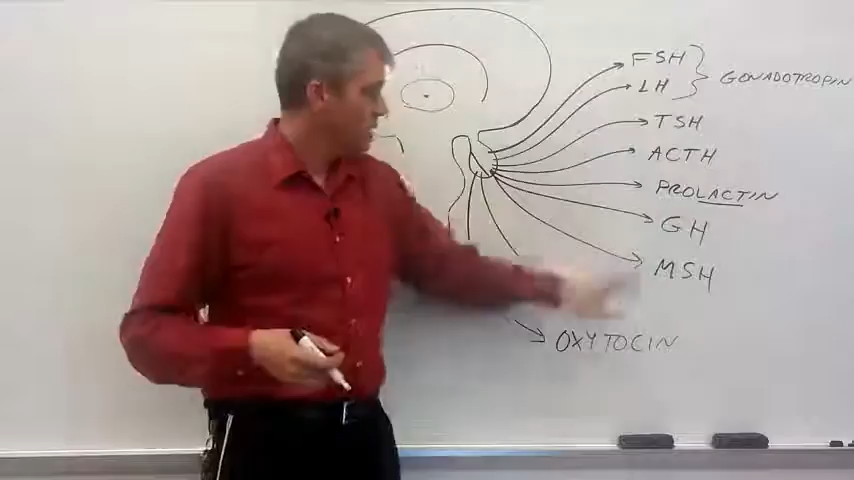 FSH
LH
GONADOTROPIN
TSH
ACTH
PROLACTIN
GH
MSH
OXYTOCIN